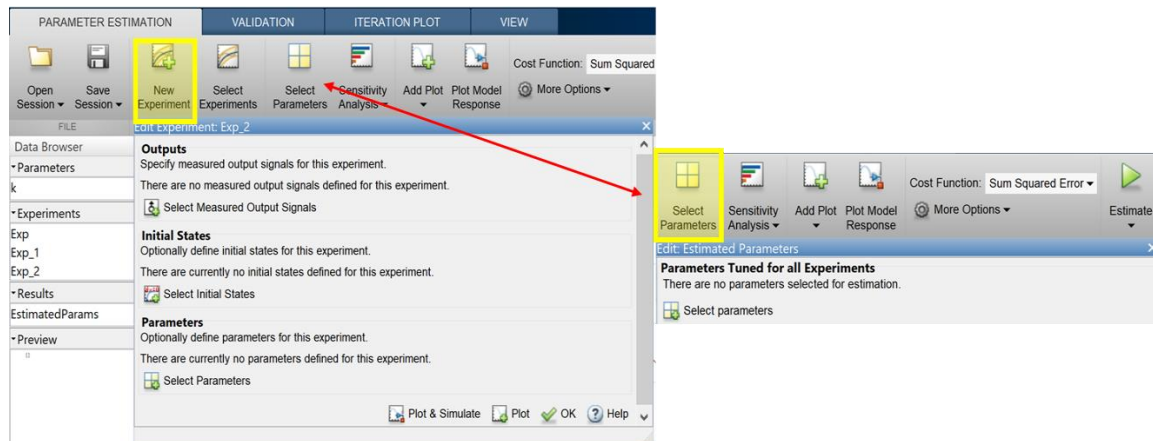 PARAMETER ESTIMATION VALIDATION ITERATION PLOT VIEW
Open Session Save Session New Experiment Select Experiments Select Parameters Sensitivity Analysis Add Plot Plot Model Response
Cost Function: Sum Squared
More Options
FILE
Data Browser
Parameters
k
Experiments
Exp
Exp_1
Exp_2
Results
EstimatedParams
Preview
Edit Experiment: Exp_2
Outputs
Specify measured output signals for this experiment.
There are no measured output signals defined for this experiment.
Select Measured Output Signals
Initial States
Optionally define initial states for this experiment.
There are currently no initial states defined for this experiment.
Select Initial States
Parameters
Optionally define parameters for this experiment.
There are currently no parameters defined for this experiment.
Select Parameters
Plot & Simulate Plot OK Help
Select Parameters Sensitivity Analysis Add Plot Plot Model Response
Cost Function: Sum Squared Error
More Options
Estimate
Edit: Estimated Parameters
Parameters Tuned for all Experiments
There are no parameters selected for estimation.
Select parameters